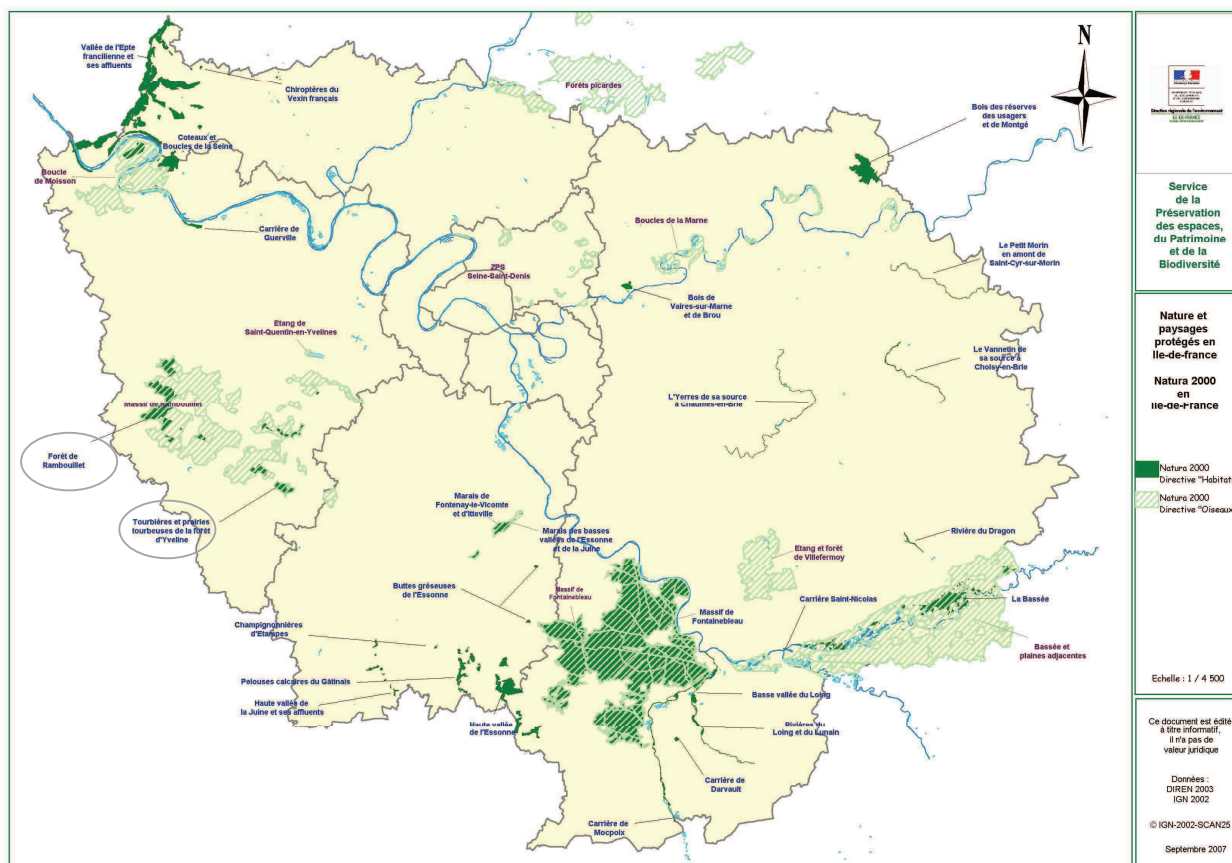 Vallée de l'Epte
francilienne et
ses affluents
Chiroptères du
Vexin français
Forêts picardes
Bois des réserves
des usagers
et de Montgé
Coteaux et
Boucles de la Seine
Boucle
de Moisson
Carrière de
Guerville
Boucles de la Marne
Le Petit Morin
en amont de
Saint-Cyr-sur-Morin
ZPS
Seine-Saint-Denis
Bois de
Vaires-sur-Marne
et de Brou
Etang de
Saint-Quentin-en-Yvelines
Le Vannetin de
sa source à
Choisy-en-Brie
L'Yerres de sa source
à Chaumes-en-Brie
Massif de Rambouillet
Forêt de
Rambouillet
Tourbières et prairies
tourbeuses de la forêt
d'Yveline
Marais de
Fontenay-le-Vicomte
et d'Itteville
Marais des basses
vallées de l'Essonne
et de la Juine
Rivière du Dragon
Etang et forêt
de Villefermoy
Buttes gréseuses
de l'Essonne
Massif de
Fontainebleau
Carrière Saint-Nicolas
La Bassée
Massif de
Fontainebleau
Champignonnières
d'Etampes
Bassée et
plaines adjacentes
Pelouses calcaires du Gâtinais
Basse vallée du Loing
Haute vallée de
la Juine et ses affluents
Haute vallée
de l'Essonne
Rivières du
Loing et du Lunain
Carrière de
Darvault
Carrière de
Mocpoix
N
Direction régionale de l'environnement
ILE-DE-FRANCE
Service
de la
Préservation
des espaces,
du Patrimoine
et de la
Biodiversité
Nature et
paysages
protégés en
Ile-de-france
Natura 2000
en
Ile-de-France
Natura 2000
Directive "Habitat
Natura 2000
Directive "Oiseaux
Echelle : 1 / 4 500
Ce document est édité
à titre informatif,
il n'a pas de
valeur juridique
Données :
DIREN 2003
IGN 2002
© IGN-2002-SCAN25
Septembre 2007